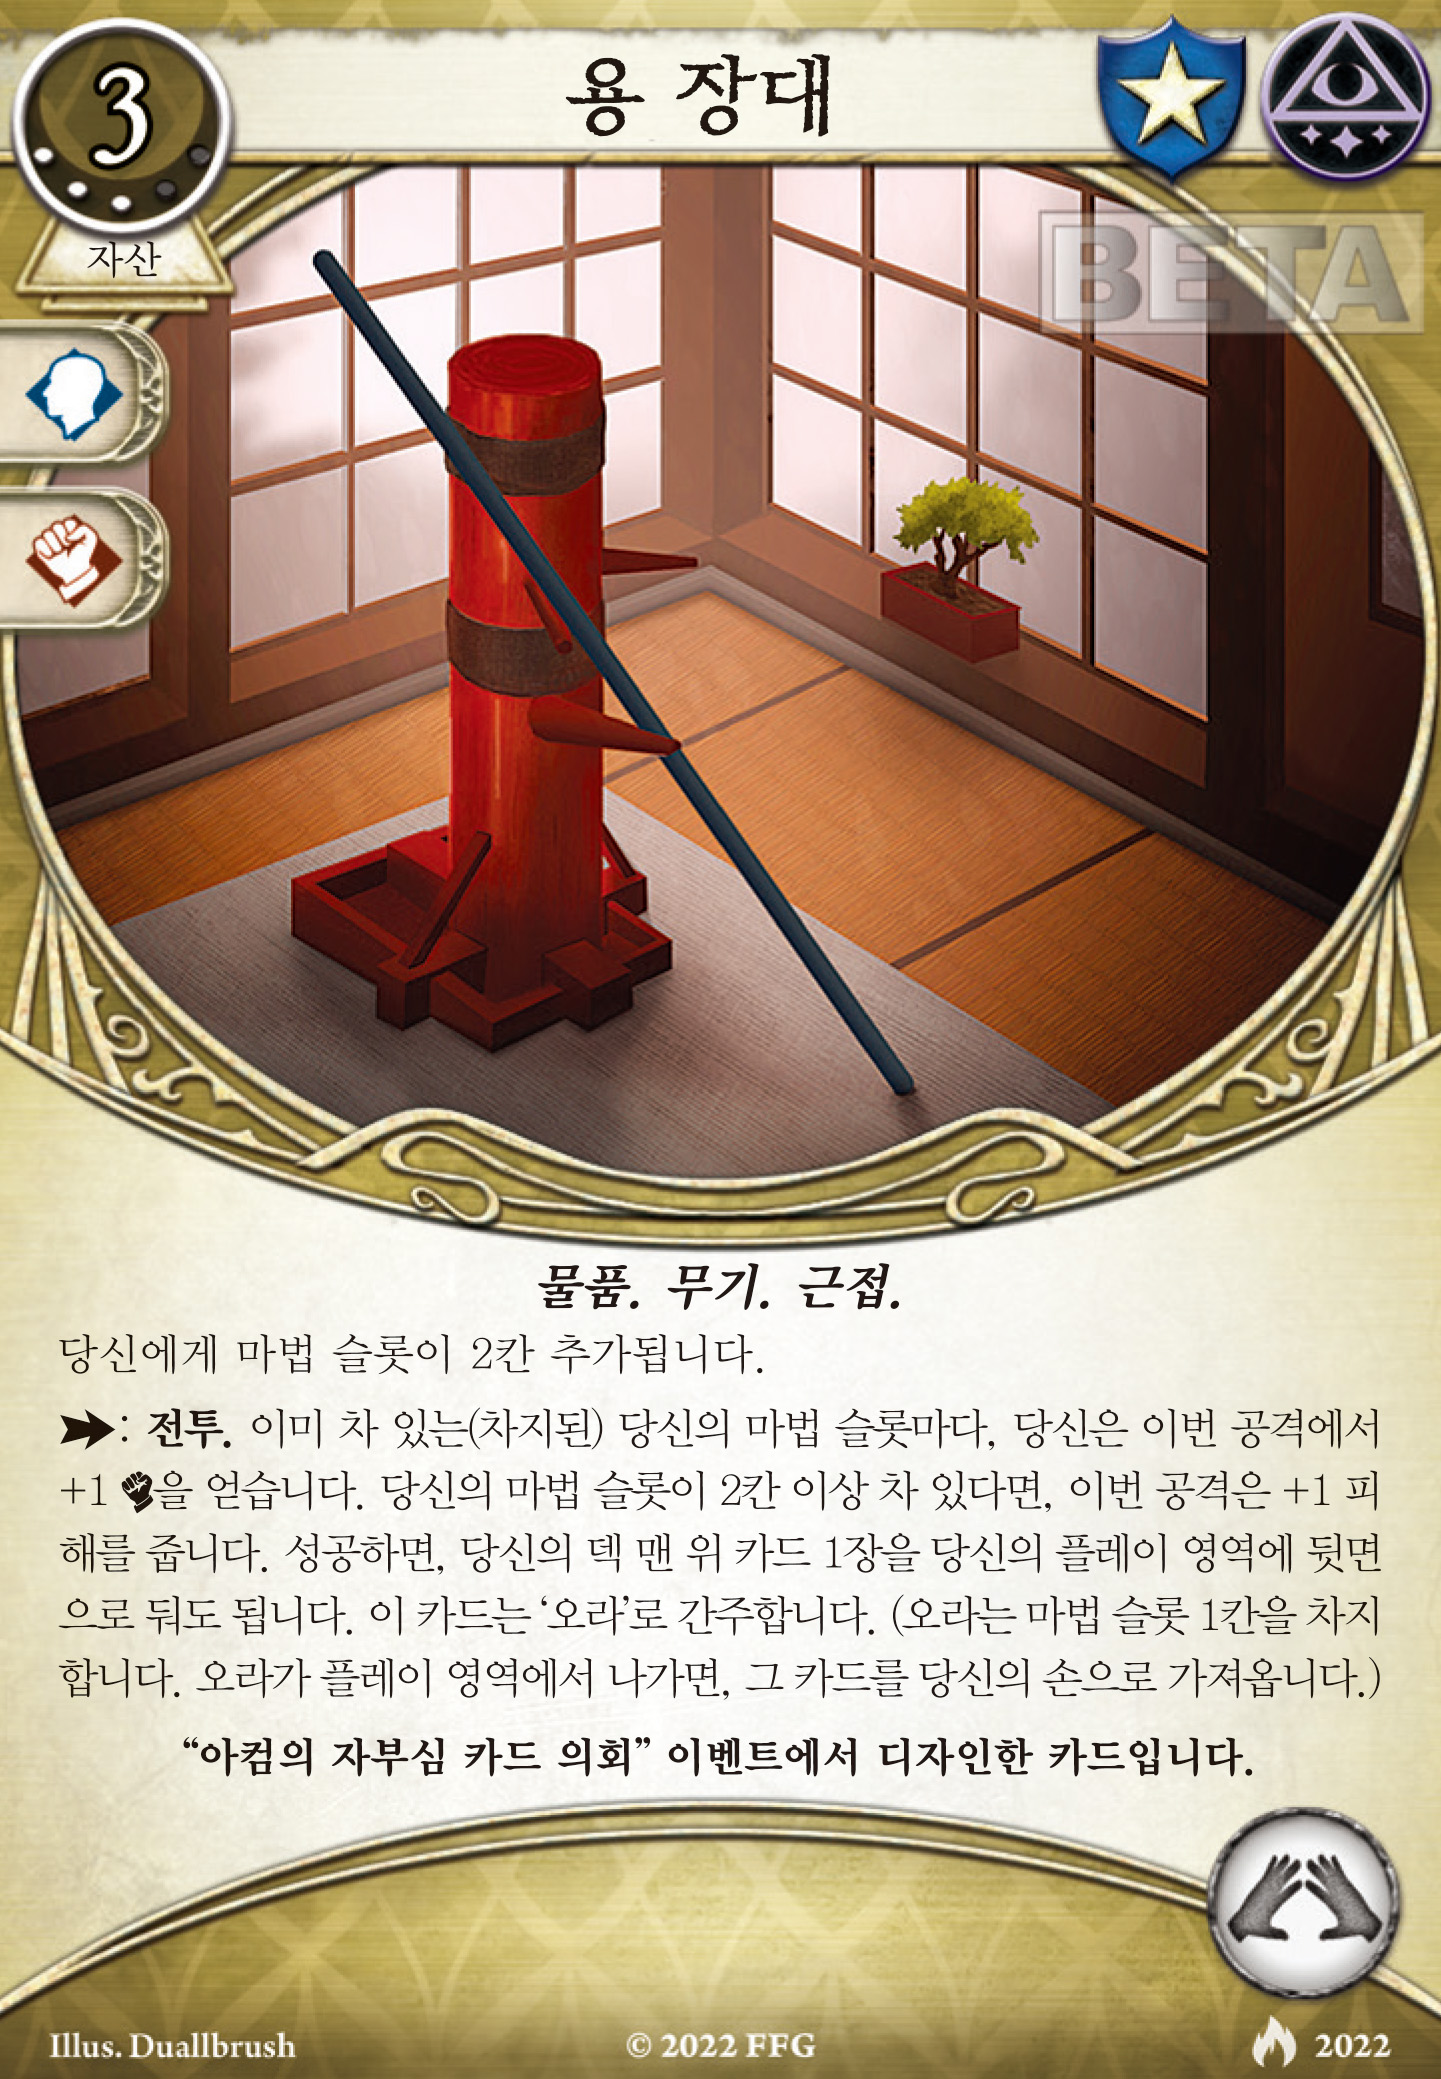 3
용 장대
자산
BETA
물품. 무기. 근접.
당신에게 마법 슬롯이 2칸 추가됩니다.
: 전투. 이미 차 있는(차지된) 당신의 마법 슬롯마다, 당신은 이번 공격에서
+1 을 얻습니다. 당신의 마법 슬롯이 2칸 이상 차 있다면, 이번 공격은 +1 피
해를 줍니다. 성공하면, 당신의 덱 맨 위 카드 1장을 당신의 플레이 영역에 뒷면
으로 둬도 됩니다. 이 카드는 ‘오라’로 간주합니다. (오라는 마법 슬롯 1칸을 차지
합니다. 오라가 플레이 영역에서 나가면, 그 카드를 당신의 손으로 가져옵니다.)
“아컴의 자부심 카드 의회” 이벤트에서 디자인한 카드입니다.
Illus. Duallbrush
© 2022 FFG
2022